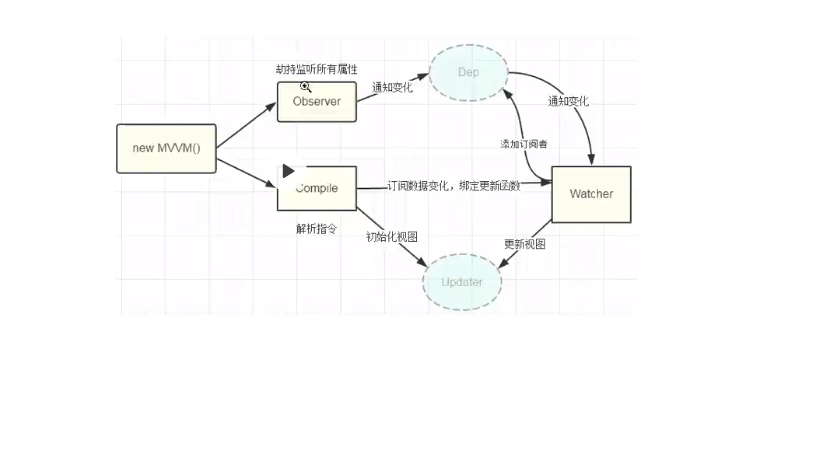 劫持监听所有属性
Observer
通知变化
Dep
通知变化
new MVVM()
添加订阅者
Compile
订阅数据变化，绑定更新函数
Watcher
解析指令
初始化视图
更新视图
Updater